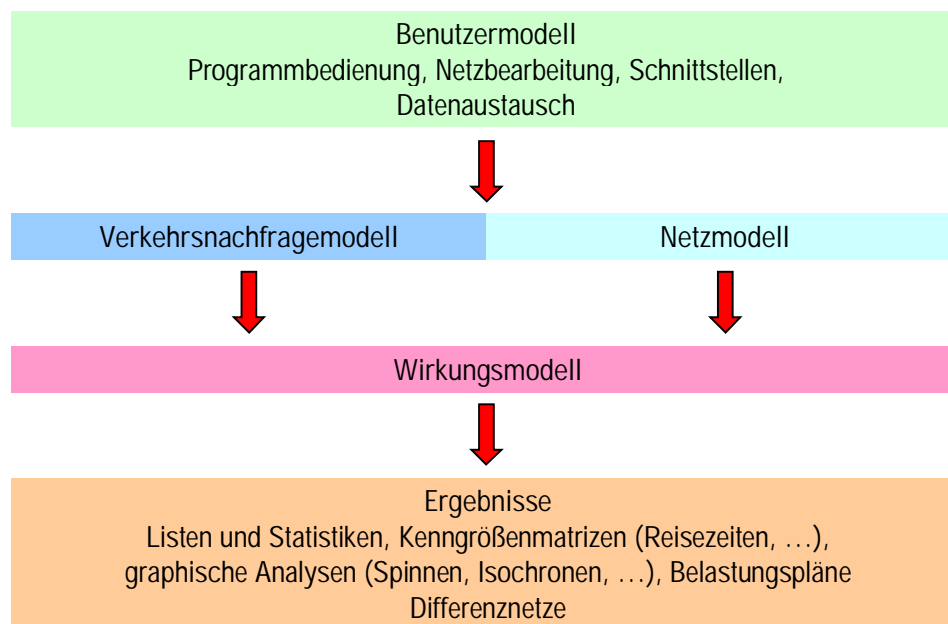 Benutzermodell
Programmbedienung, Netzbearbeitung, Schnittstellen,
Datenaustausch
Verkehrsnachfragemodell
Netzmodell
Wirkungsmodell
Ergebnisse
Listen und Statistiken, Kenngrößenmatrizen (Reisezeiten, …),
graphische Analysen (Spinnen, Isochronen, …), Belastungspläne
Differenznetze